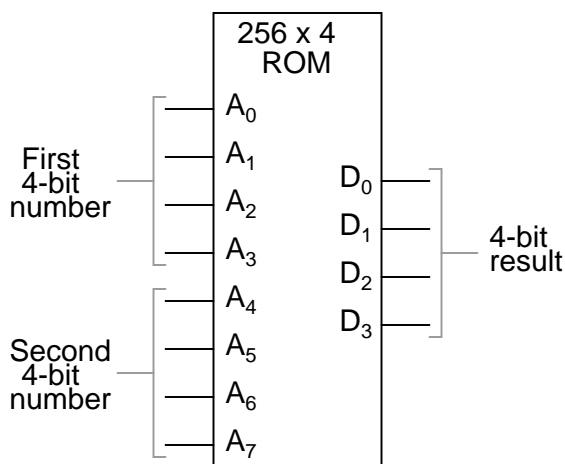 256 x 4
ROM
First
4-bit
number
A0
A1
A2
A3
Second
4-bit
number
A4
A5
A6
A7
D0
D1
D2
D3
4-bit
result